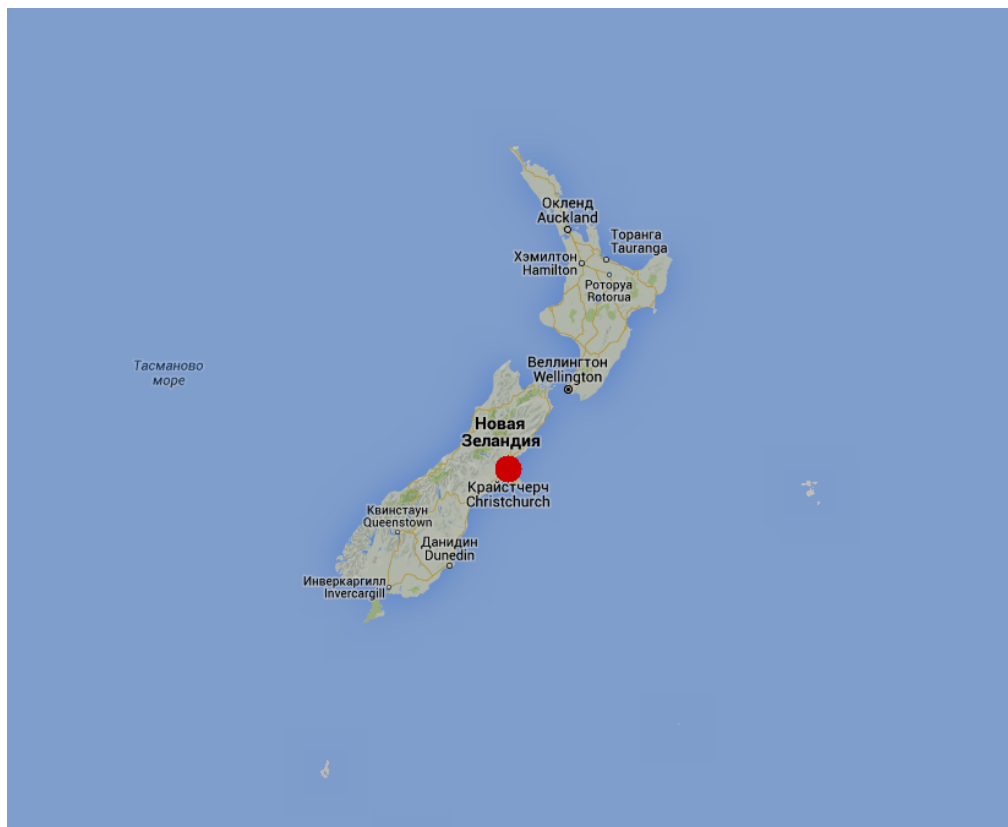 Окленд
Auckland
Торанга
Tauranga
Хэмилтон
Hamilton
Роторуа
Rotorua
Веллингтон
Wellington
Тасманово
море
Новая
Зеландия
Крайстчерч
Christchurch
Квинстаун
Queenstown
Данидин
Dunedin
Инверкаргилл
Invercargill